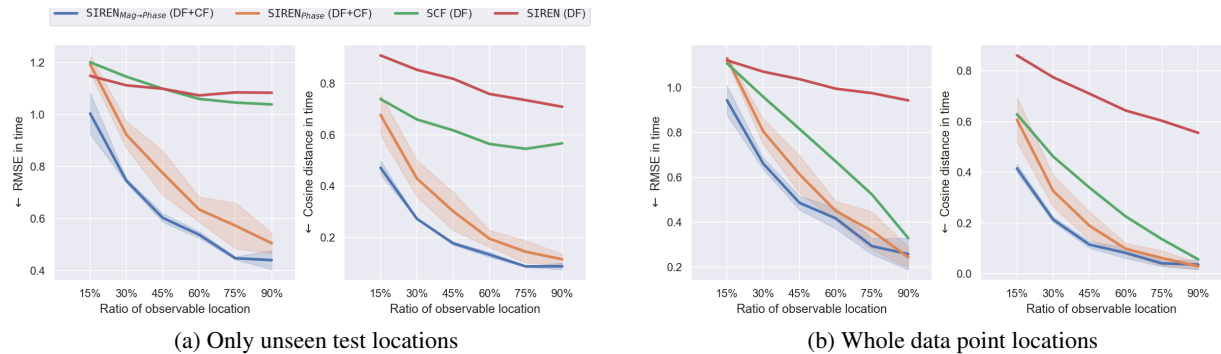 SIREN_{Mag→Phase} (DF+CF) SIREN_{Phase} (DF+CF) SCF (DF) SIREN (DF)
← RMSE in time
1.2
1.0
0.8
0.6
0.4
15% 30% 45% 60% 75% 90%
Ratio of observable location
← Cosine distance in time
0.8
0.6
0.4
0.2
15% 30% 45% 60% 75% 90%
Ratio of observable location
(a) Only unseen test locations
← RMSE in time
1.0
0.8
0.6
0.4
0.2
15% 30% 45% 60% 75% 90%
Ratio of observable location
← Cosine distance in time
0.8
0.6
0.4
0.2
0.0
15% 30% 45% 60% 75% 90%
Ratio of observable location
(b) Whole data point locations